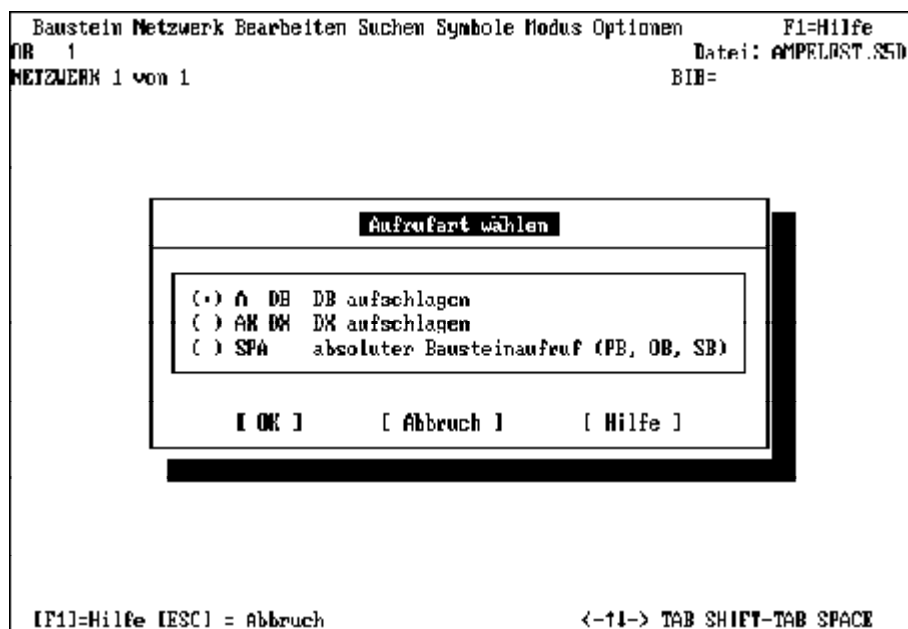 Baustein Netzwerk Bearbeiten Suchen Symbole Modus Optionen F1=Hilfe
OB 1 Datei: AMPEL@ST.S5D
NETZWERK 1 von 1 BIB=
Aufrufart wählen
(•) A DB DB aufschlagen
( ) AX DX DX aufschlagen
( ) SPA absoluter Bausteinaufruf (PB, OB, SB)
[ OK ] [ Abbruch ] [ Hilfe ]
[F1]=Hilfe [ESC] = Abbruch <-↑↓-> TAB SHIFT-TAB SPACE